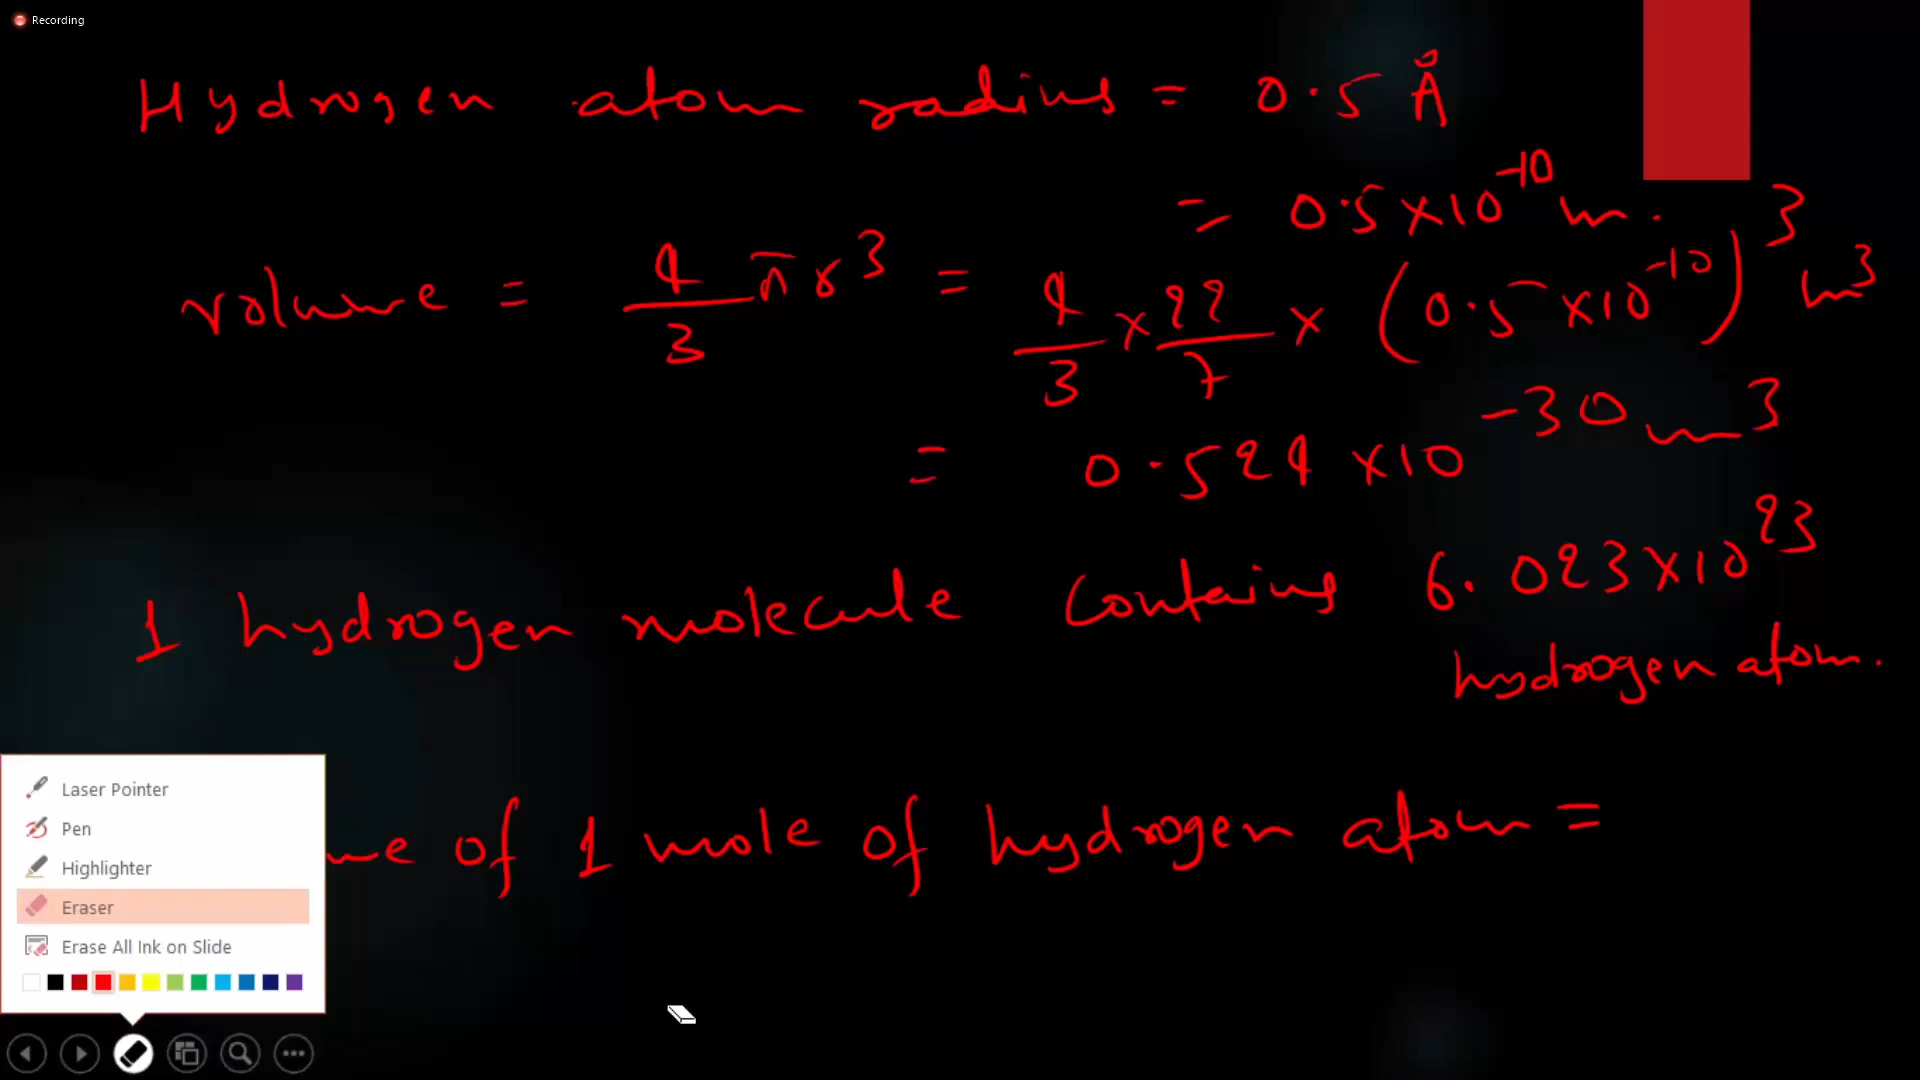 Recording
Hydrogen atom radius = 0.5 Å
= 0.5×10⁻¹⁰ m.
volume = 4/3 π r³ = 4/3 × 22/7 × (0.5×10⁻¹⁰)³ m³
= 0.524 ×10⁻³⁰ m³
1 hydrogen molecule contains 6.023×10²³
hydrogen atom.
me of 1 mole of hydrogen atom =
Laser Pointer
Pen
Highlighter
Eraser
Erase All Ink on Slide